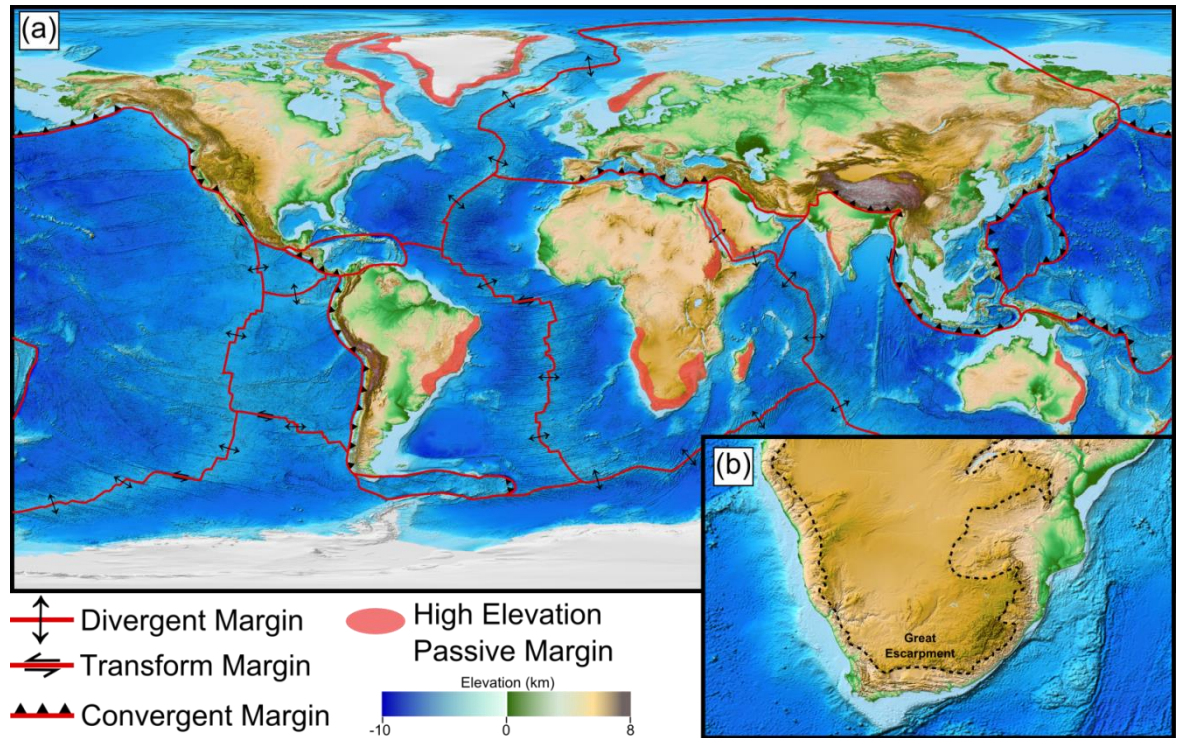 (a)
(b)
Great
Escarpment
Divergent Margin
Transform Margin
Convergent Margin
High Elevation
Passive Margin
Elevation (km)
-10 0 8